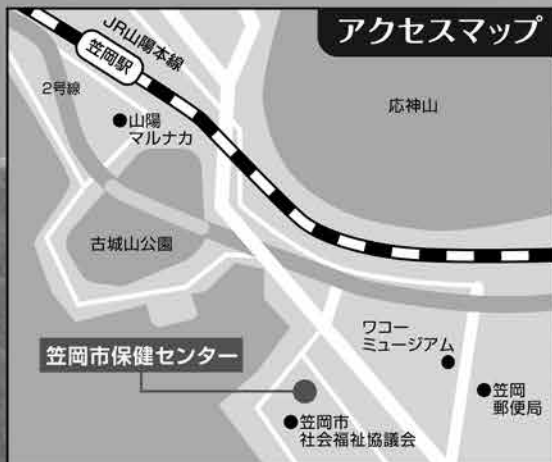 アクセスマップ
JR山陽本線
笠岡駅
2号線
応神山
●山陽
マルナカ
古城山公園
ワコー
ミュージアム
笠岡市保健センター
●笠岡
郵便局
●笠岡市
社会福祉協議会